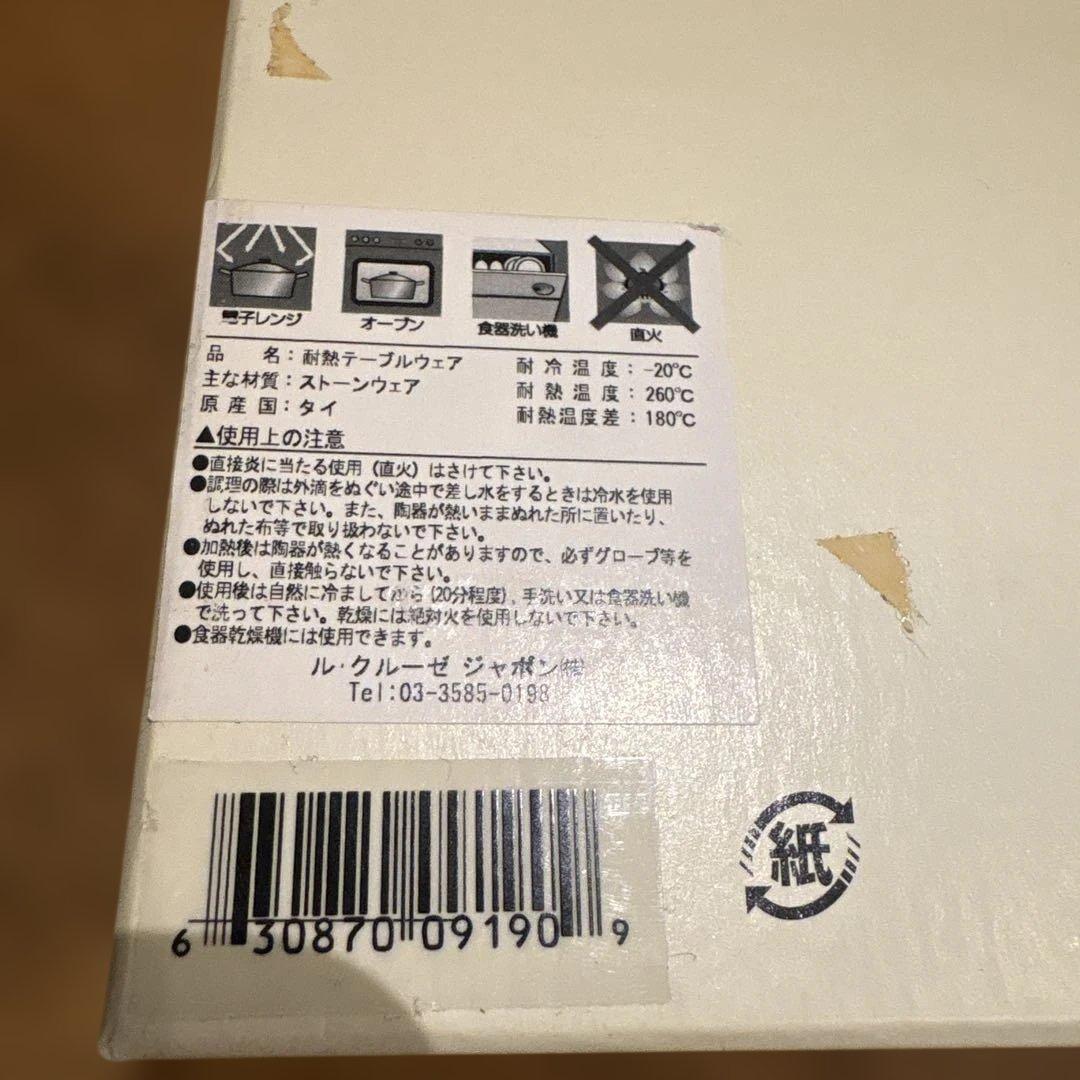 電子レンジ オーブン 食器洗い機 直火
品 名：耐熱テーブルウェア 耐冷温度：-20℃
主な材質：ストーンウェア 耐熱温度：260℃
原産国：タイ 耐熱温度差：180℃
▲使用上の注意
●直接炎に当たる使用（直火）はさけて下さい。
●調理の際は外滴をぬぐい途中で差し水をするときは冷水を使用
しないで下さい。また、陶器が熱いままぬれた所に置いたり、
ぬれた布等で取り扱わないで下さい。
●加熱後は陶器が熱くなることがありますので、必ずグローブ等を
使用し、直接触らないで下さい。
●使用後は自然に冷ましてから（20分程度）、手洗い又は食器洗い機
で洗って下さい。乾燥には絶対火を使用しないで下さい。
●食器乾燥機には使用できます。
ル・クルーゼ ジャポン㈱
Tel:03-3585-0198
紙
6 30870 09190 9